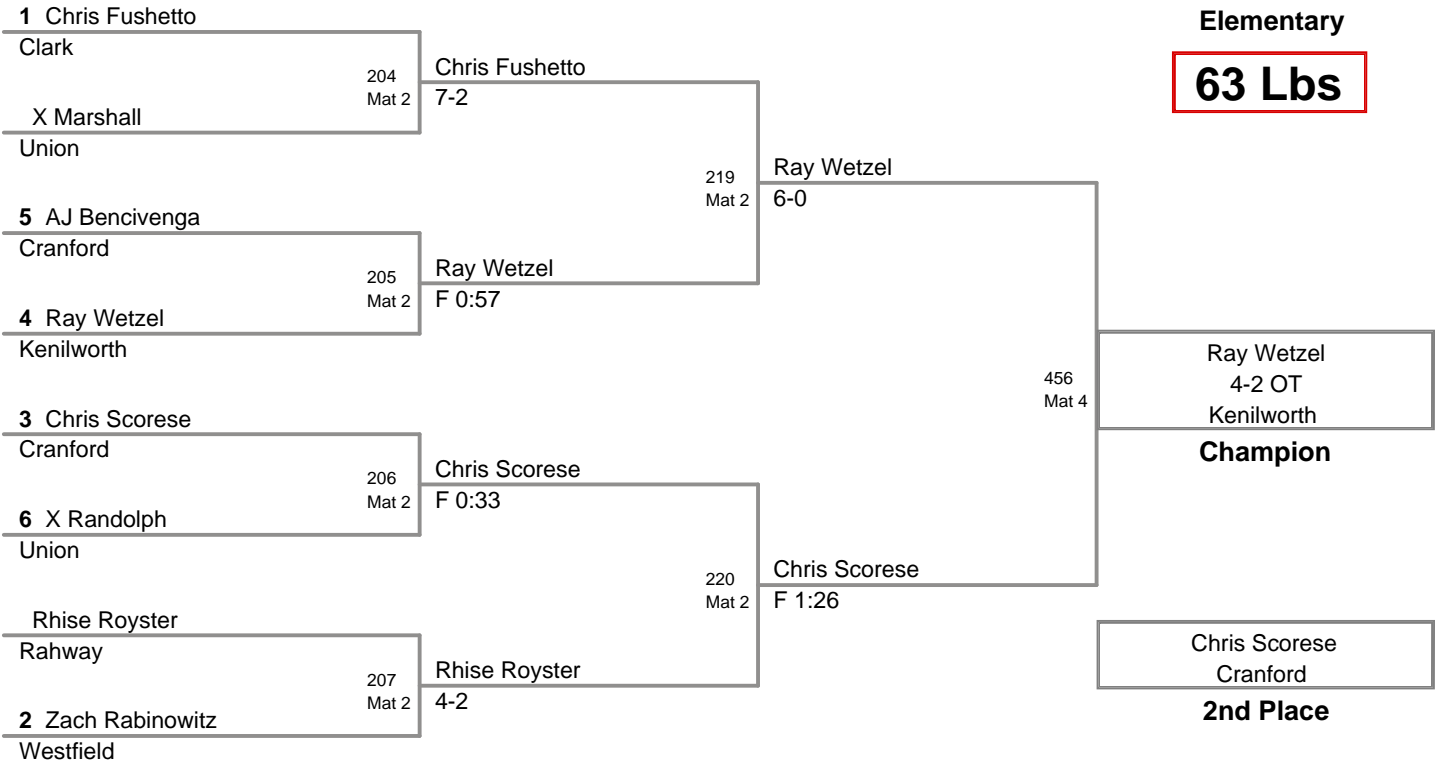 1 Chris Fushetto
Clark
204
Mat 2
X Marshall
Union
Chris Fushetto
7-2
5 AJ Bencivenga
Cranford
205
Mat 2
4 Ray Wetzel
Kenilworth
Ray Wetzel
F 0:57
219
Mat 2
Ray Wetzel
6-0
3 Chris Scorese
Cranford
206
Mat 2
6 X Randolph
Union
Chris Scorese
F 0:33
Rhise Royster
Rahway
207
Mat 2
2 Zach Rabinowitz
Westfield
Rhise Royster
4-2
220
Mat 2
Chris Scorese
F 1:26
456
Mat 4
Elementary
63 Lbs
Ray Wetzel
4-2 OT
Kenilworth
Champion
Chris Scorese
Cranford
2nd Place